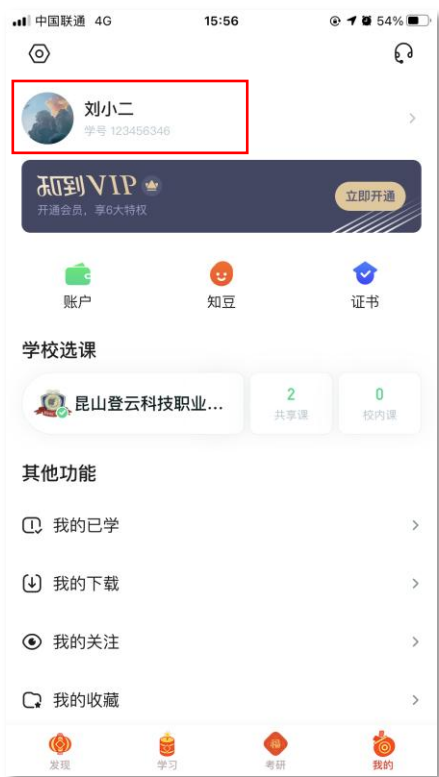 中国联通 4G 15:56 54%
刘小二
学号 123456346
知到VIP
开通会员，享6大特权
立即开通
账户 知豆 证书
学校选课
昆山登云科技职业...
2 0
共享课 校内课
其他功能
我的已学
我的下载
我的关注
我的收藏
福
发现 学习 考研 我的